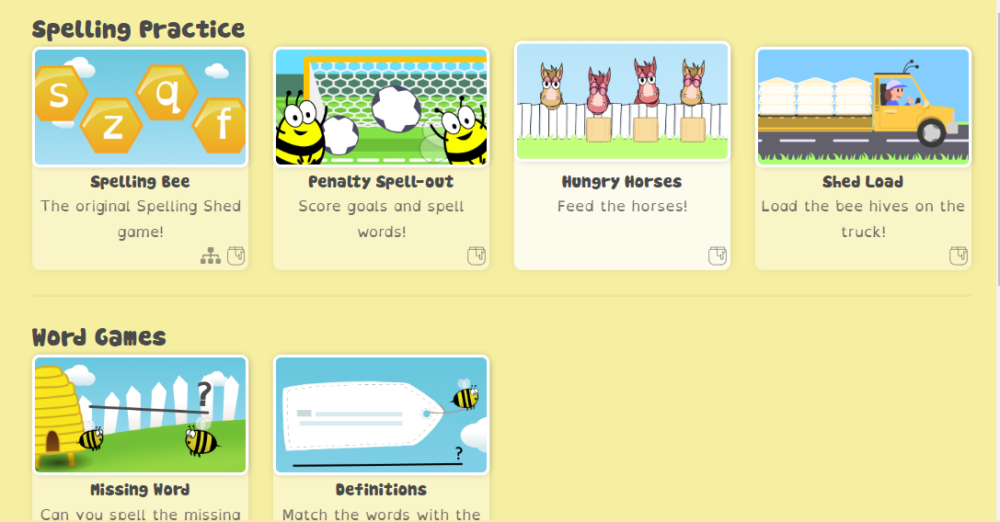 Spelling Practice
s
z
q
f
Spelling Bee
The original Spelling Shed
game!
Penalty Spell-out
Score goals and spell
words!
Hungry Horses
Feed the horses!
Shed Load
Load the bee hives on the
truck!
Word Games
?
Missing Word
Can you spell the missing
?
Definitions
Match the words with the